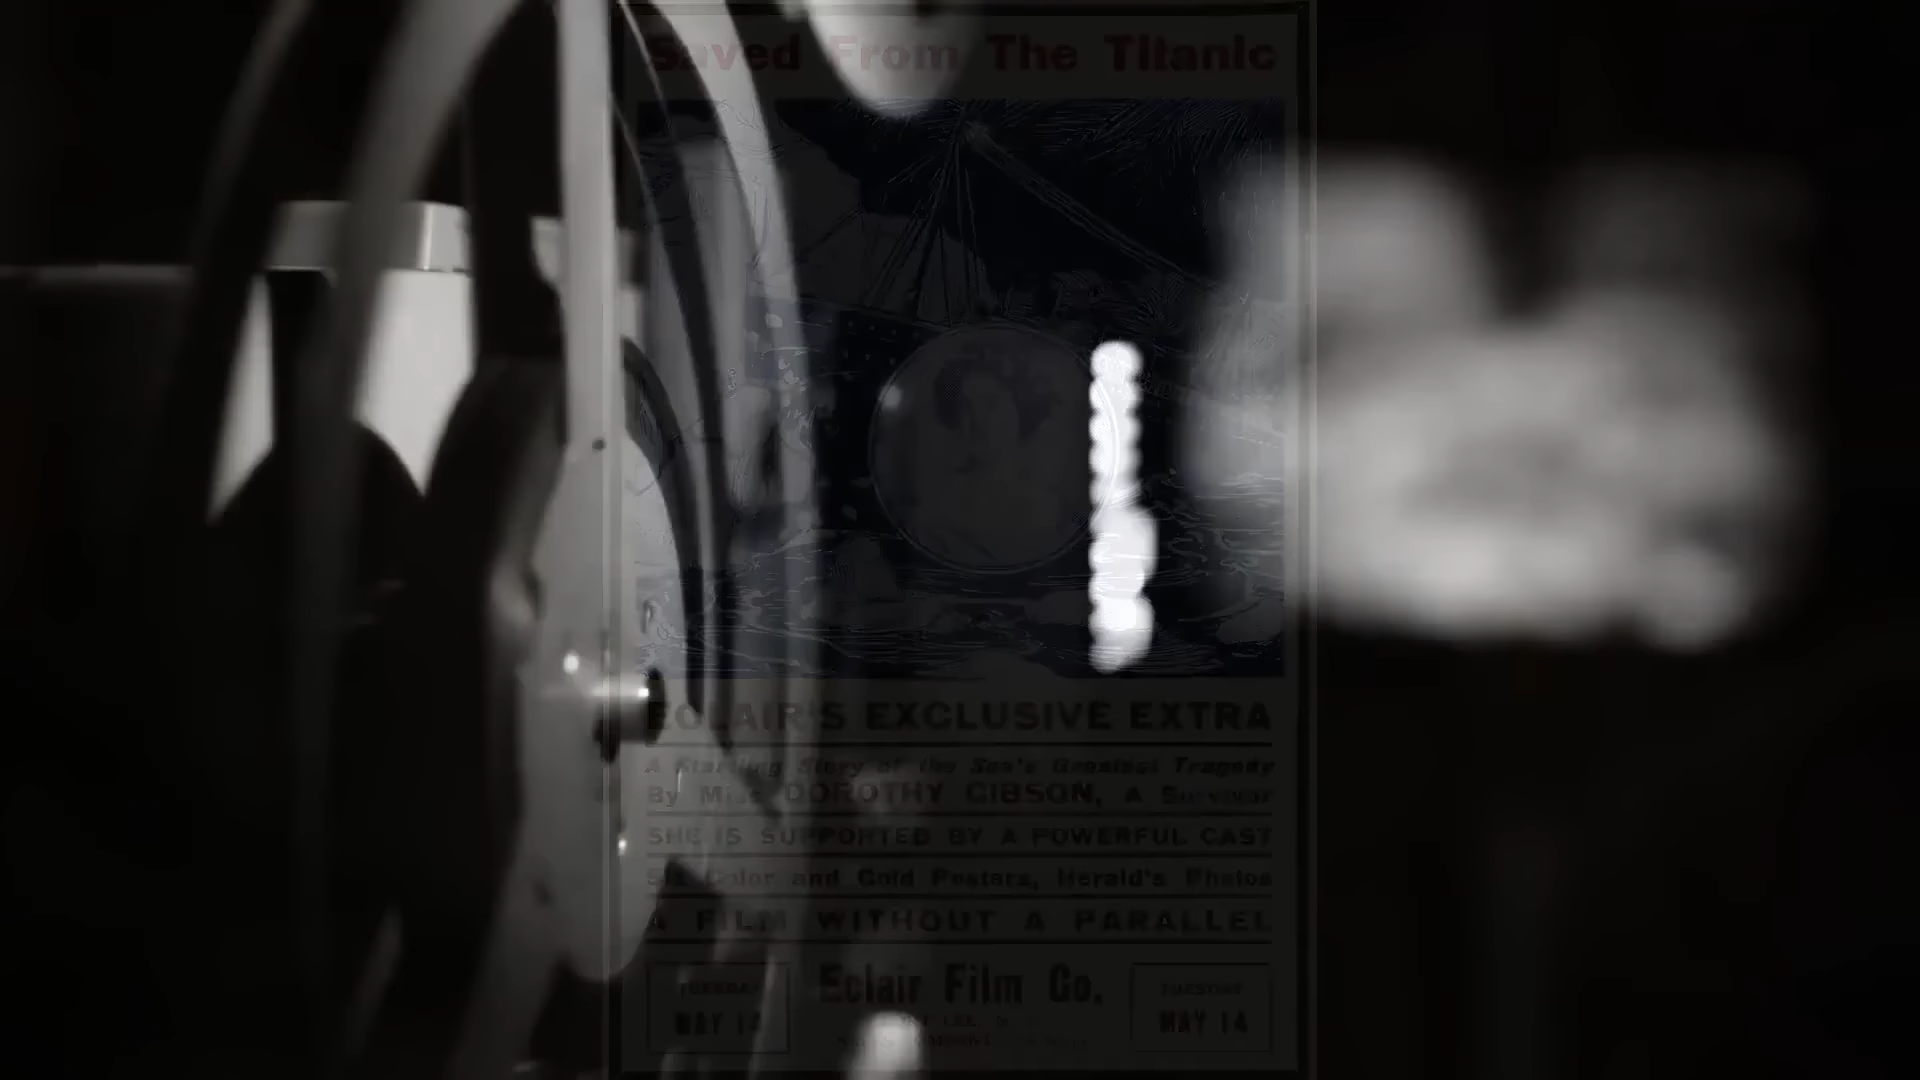 Saved From The Titanic
ECLAIR'S EXCLUSIVE EXTRA
A Startling Story of the Sea's Greatest Tragedy
By Miss DOROTHY GIBSON, A Survivor
SHE IS SUPPORTED BY A POWERFUL CAST
Color and Gold Posters, Herald's Photos
A FILM WITHOUT A PARALLEL
Eclair Film Co.
TUESDAY
MAY 14
TUESDAY
MAY 14